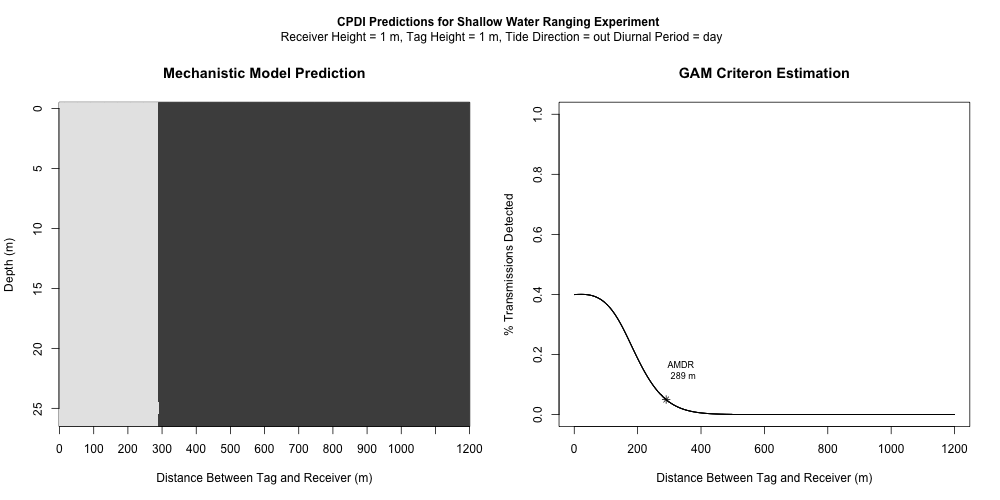 CPDI Predictions for Shallow Water Ranging Experiment
Receiver Height = 1 m, Tag Height = 1 m, Tide Direction = out Diurnal Period = day
Mechanistic Model Prediction
Depth (m)
0
5
10
15
20
25
0 100 200 300 400 500 600 700 800 900 1000 1200
Distance Between Tag and Receiver (m)
GAM Criteron Estimation
% Transmissions Detected
1.0
0.8
0.6
0.4
0.2
0.0
AMDR
289 m
0 200 400 600 800 1000 1200
Distance Between Tag and Receiver (m)